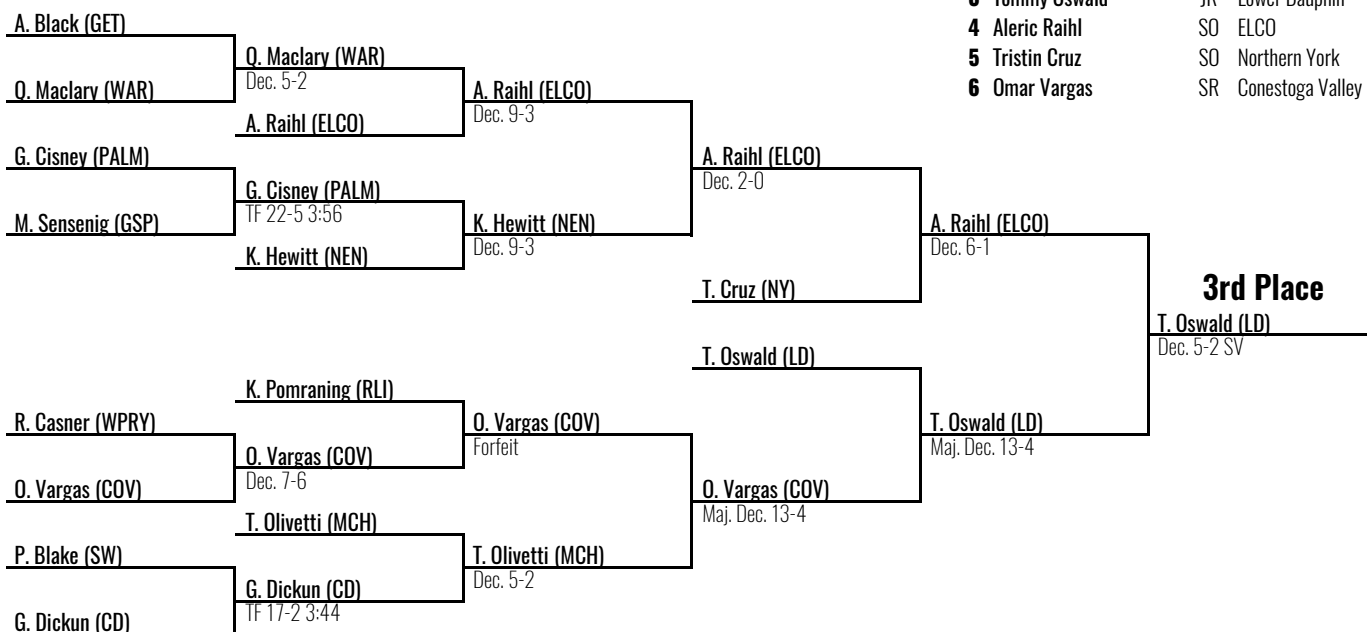 3 Tommy Oswald JR Lower Dauphin
4 Aleric Raihl SO ELCO
5 Tristin Cruz SO Northern York
6 Omar Vargas SR Conestoga Valley
A. Black (GET)
Q. Maclary (WAR)
Dec. 5-2
Q. Maclary (WAR)
A. Raihl (ELCO)
Dec. 9-3
A. Raihl (ELCO)
G. Cisney (PALM)
A. Raihl (ELCO)
Dec. 2-0
G. Cisney (PALM)
TF 22-5 3:56
M. Sensenig (GSP)
K. Hewitt (NEN)
Dec. 9-3
A. Raihl (ELCO)
Dec. 6-1
K. Hewitt (NEN)
T. Cruz (NY)
3rd Place
T. Oswald (LD)
Dec. 5-2 SV
T. Oswald (LD)
K. Pomraning (RLI)
R. Casner (WPRY)
O. Vargas (COV)
Forfeit
T. Oswald (LD)
Maj. Dec. 13-4
O. Vargas (COV)
Dec. 7-6
O. Vargas (COV)
O. Vargas (COV)
Maj. Dec. 13-4
T. Olivetti (MCH)
P. Blake (SW)
T. Olivetti (MCH)
Dec. 5-2
G. Dickun (CD)
TF 17-2 3:44
G. Dickun (CD)